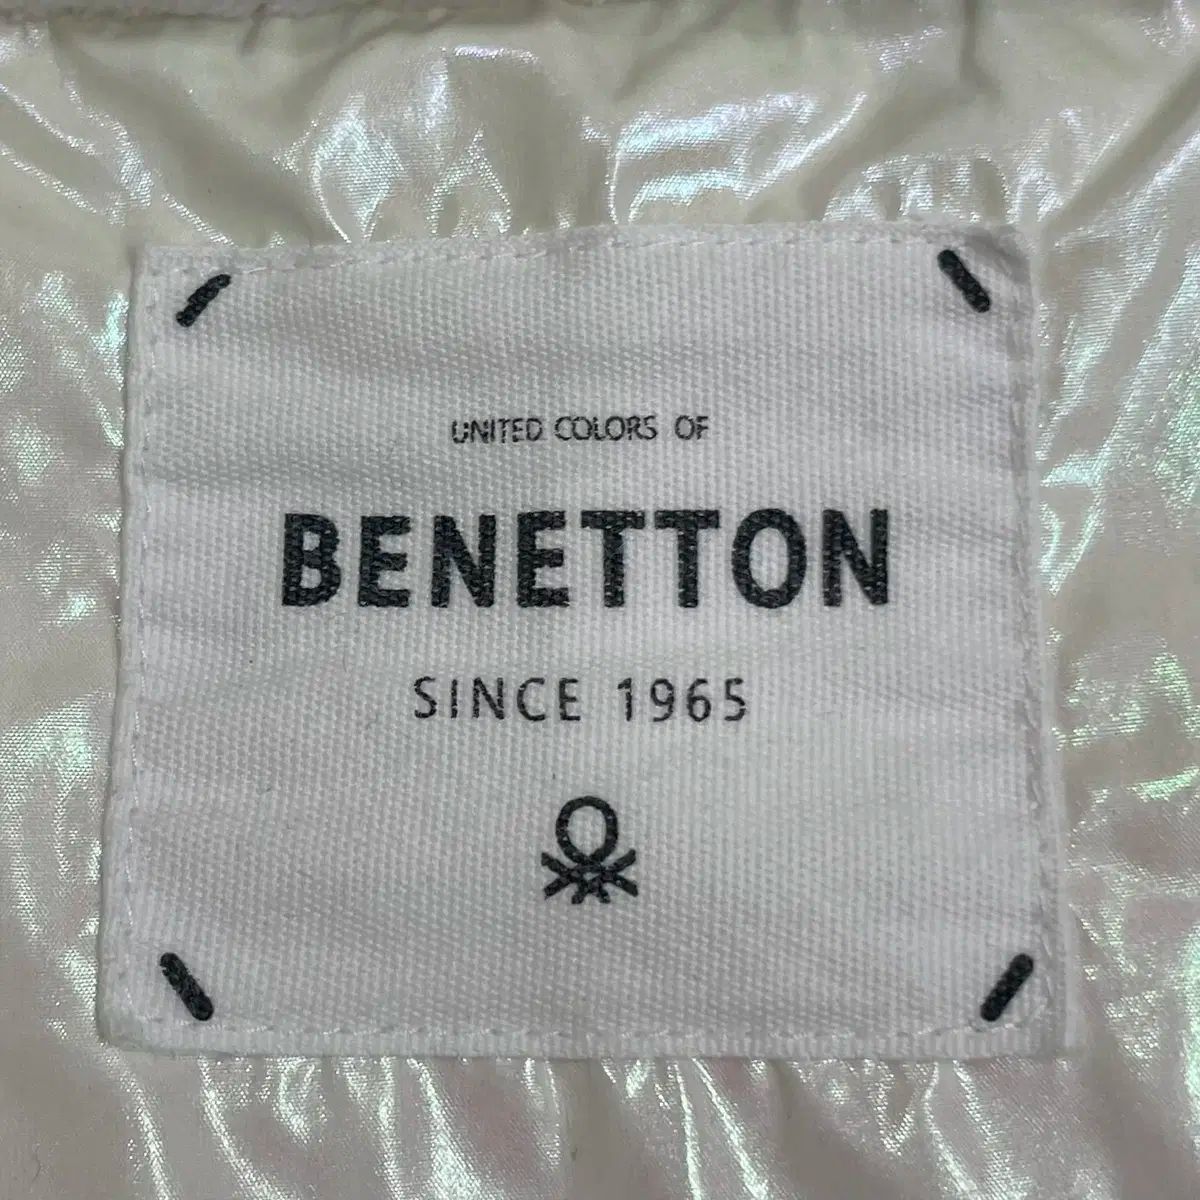 UNITED COLORS OF
BENETTON
SINCE 1965